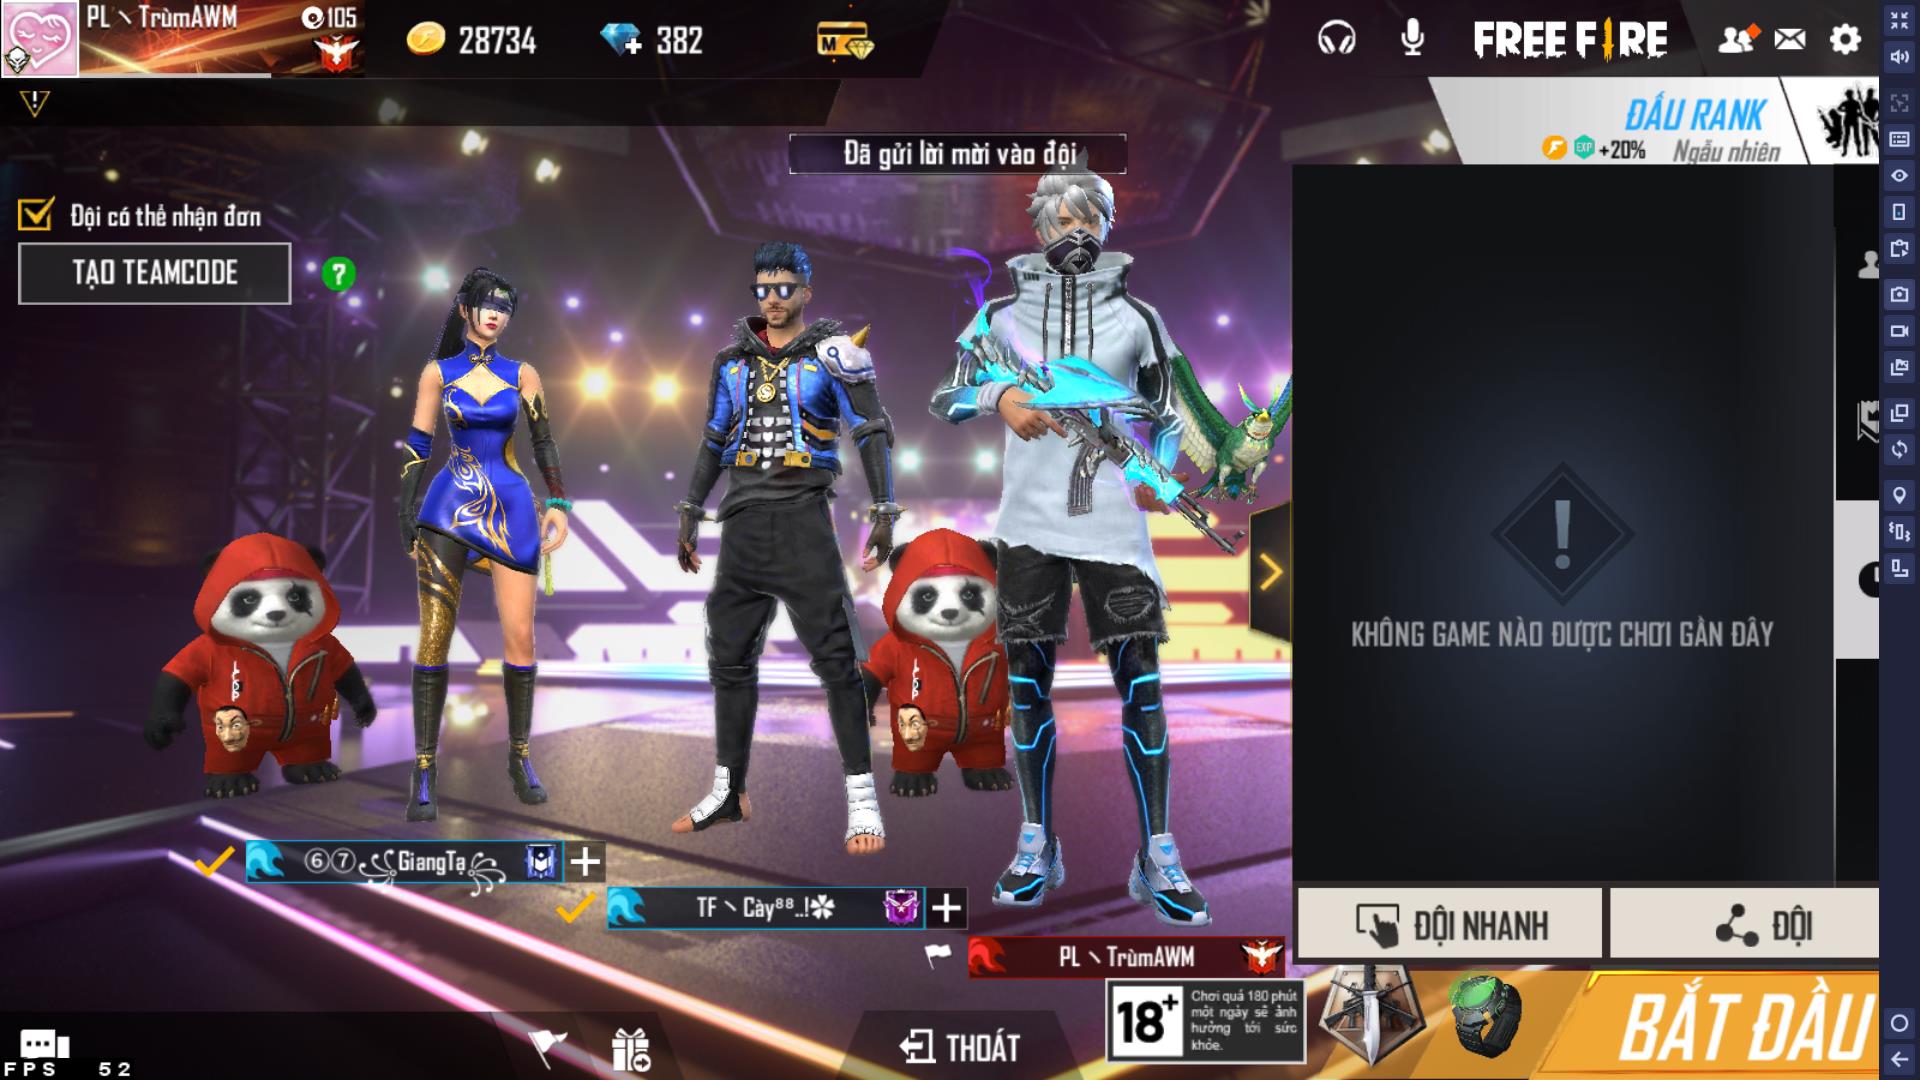 PL丶TrùmAWM
105
28734
382
M
FREE FIRE
ĐẤU RANK
EXP +20% Ngẫu nhiên
Đã gửi lời mời vào đội
Đội có thể nhận đơn
TẠO TEAMCODE
?
KHÔNG GAME NÀO ĐƯỢC CHƠI GẦN ĐÂY
⑥⑦GiangTạ
TF丶Cày⁸⁸..!✤
PL丶TrùmAWM
ĐỘI NHANH
ĐỘI
18+
Chơi quá 180 phút
một ngày sẽ ảnh
hưởng tới sức
khỏe.
THOÁT
BẮT ĐẦU
FPS 52